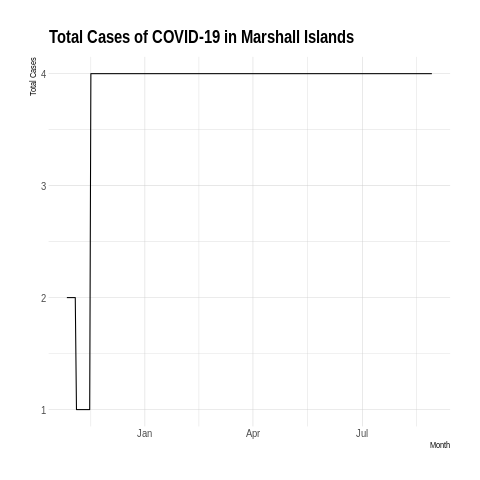 Total Cases of COVID-19 in Marshall Islands
Total Cases
4
3
2
1
Jan Apr Jul
Month